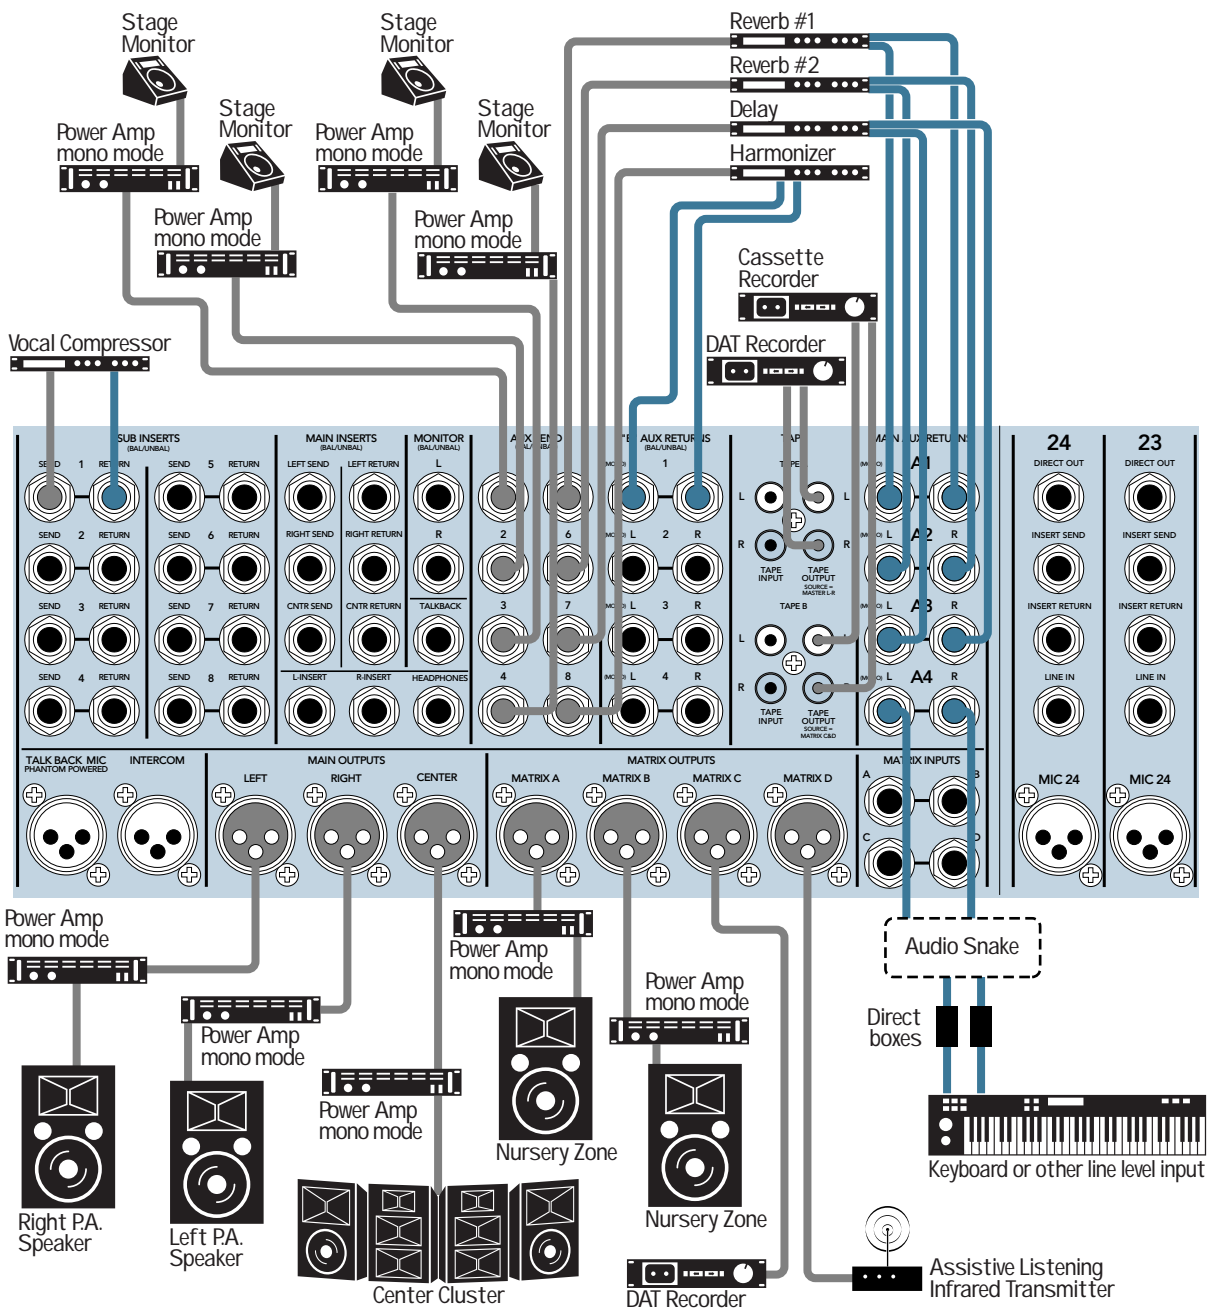 Stage
Monitor
Stage
Monitor
Reverb #1
Reverb #2
Delay
Harmonizer
Power Amp
mono mode
Stage
Monitor
Power Amp
mono mode
Stage
Monitor
Power Amp
mono mode
Power Amp
mono mode
Cassette
Recorder
DAT Recorder
Vocal Compressor
SUB INSERTS
(BAL/UNBAL)
SEND 1 RETURN
SEND 5 RETURN
SEND 2 RETURN
SEND 6 RETURN
SEND 3 RETURN
SEND 7 RETURN
SEND 4 RETURN
SEND 8 RETURN
MAIN INSERTS
(BAL/UNBAL)
LEFT SEND
LEFT RETURN
RIGHT SEND
RIGHT RETURN
CNTR SEND
CNTR RETURN
L-INSERT
R-INSERT
MONITOR
(BAL/UNBAL)
L
R
TALKBACK
HEADPHONES
AUX SEND
2
6
3
7
4
8
AUX RETURNS
(BAL/UNBAL)
1
L 2 R
L 3 R
L 4 R
L
L
R
R
TAPE
INPUT
TAPE
OUTPUT
SOURCE =
MASTER L-R
TAPE B
L
R
TAPE
INPUT
TAPE
OUTPUT
SOURCE =
MATRIX C&D
MAIN AUX RETURNS
A1
L A2 R
L A3 R
L A4 R
24
DIRECT OUT
INSERT SEND
INSERT RETURN
LINE IN
MIC 24
23
DIRECT OUT
INSERT SEND
INSERT RETURN
LINE IN
MIC 24
TALK BACK MIC
PHANTOM POWERED
INTERCOM
MAIN OUTPUTS
LEFT
RIGHT
CENTER
MATRIX OUTPUTS
MATRIX A
MATRIX B
MATRIX C
MATRIX D
MATRIX INPUTS
A
B
C
D
Power Amp
mono mode
Power Amp
mono mode
Power Amp
mono mode
Power Amp
mono mode
Power Amp
mono mode
Audio Snake
Direct
boxes
Keyboard or other line level input
Nursery Zone
Nursery Zone
Right P.A.
Speaker
Left P.A.
Speaker
Center Cluster
DAT Recorder
Assistive Listening
Infrared Transmitter